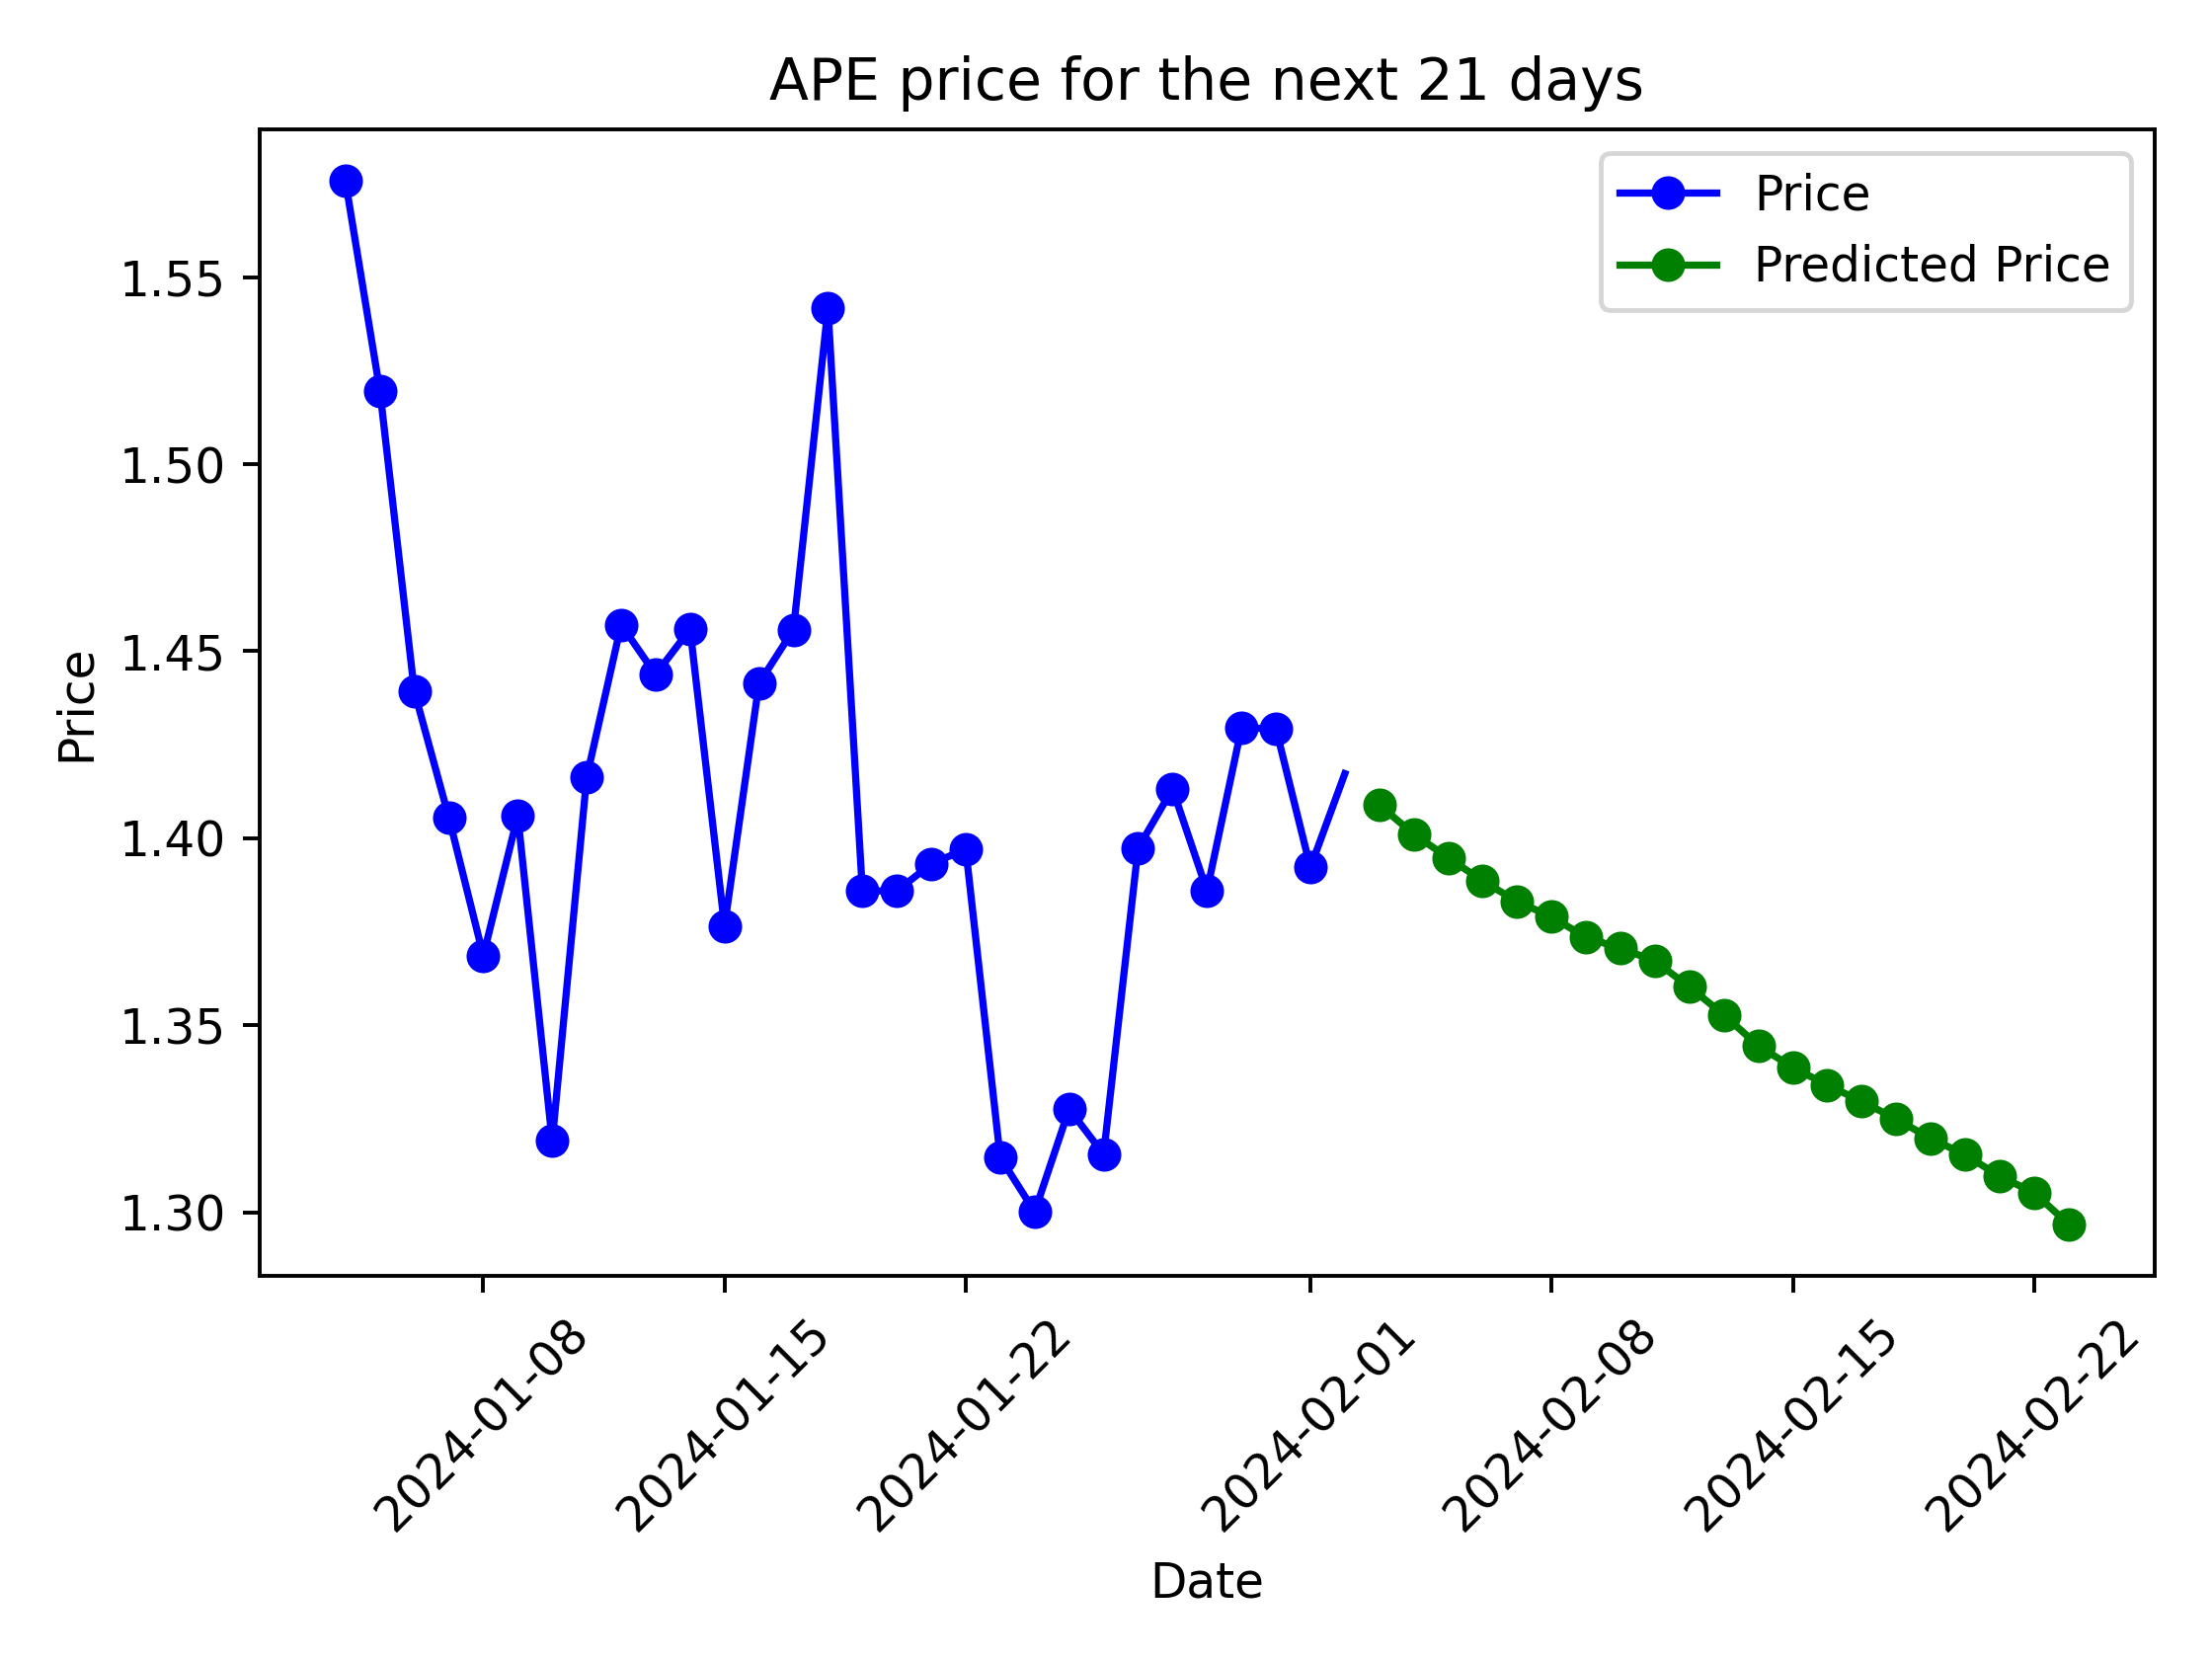 APE price for the next 21 days
Price
Predicted Price
1.55
1.50
1.45
1.40
1.35
1.30
Price
2024-01-08
2024-01-15
2024-01-22
2024-02-01
2024-02-08
2024-02-15
2024-02-22
Date